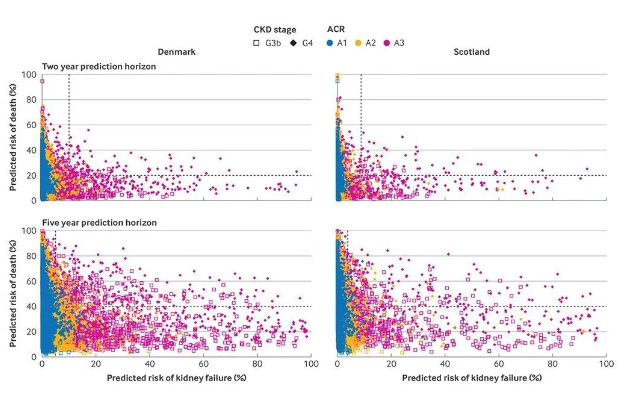 CKD stage ACR
G3b G4 A1 A2 A3
Denmark Scotland
Two year prediction horizon
Predicted risk of death (%)
100
80
60
40
20
0
Five year prediction horizon
Predicted risk of death (%)
100
80
60
40
20
0
0 20 40 60 80 100 0 20 40 60 80 100
Predicted risk of kidney failure (%) Predicted risk of kidney failure (%)